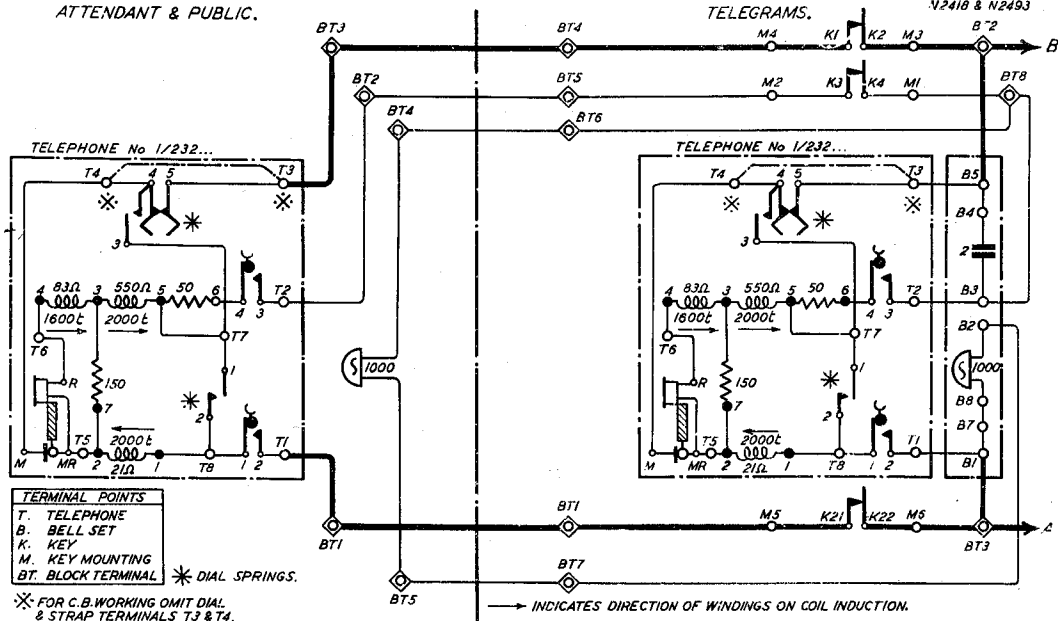 ATTENDANT & PUBLIC.
TELEGRAMS.
N2418 & N2493
BT3
BT4
M4
K1
K2
M3
BT2
B
BT2
BT5
M2
K3
K4
M1
BT8
BT4
BT6
TELEPHONE No 1/232...
TELEPHONE No 1/232...
T4
T3
T4
T3
B5
4
5
4
5
B4
3
3
2
4
83Ω
3
550Ω
5
50
6
T2
4
83Ω
3
550Ω
5
50
6
T2
B3
1600t
2000t
4
3
1600t
2000t
4
3
B2
T6
T7
T6
T7
1
1000
1
1000
R
150
R
150
B8
7
2
7
2
B7
2000t
2000t
M
MR
T5
2
21Ω
1
T8
1
2
T1
M
MR
T5
2
21Ω
1
T8
1
2
T1
B1
TERMINAL POINTS
T. TELEPHONE
B. BELL SET
K. KEY
M. KEY MOUNTING
BT. BLOCK TERMINAL
BT1
BT1
M5
K21
K22
M6
BT3
A
DIAL SPRINGS.
BT5
BT7
FOR C.B. WORKING OMIT DIAL
& STRAP TERMINALS T3 & T4.
INDICATES DIRECTION OF WINDINGS ON COIL INDUCTION.